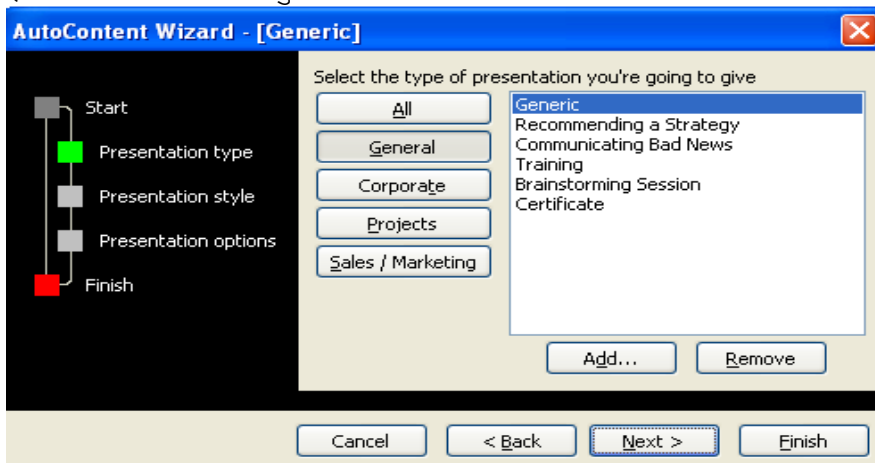 AutoContent Wizard - [Generic]
Select the type of presentation you're going to give
Start
Presentation type
Presentation style
Presentation options
Finish
All
General
Corporate
Projects
Sales / Marketing
Generic
Recommending a Strategy
Communicating Bad News
Training
Brainstorming Session
Certificate
Add...
Remove
Cancel
< Back
Next >
Finish